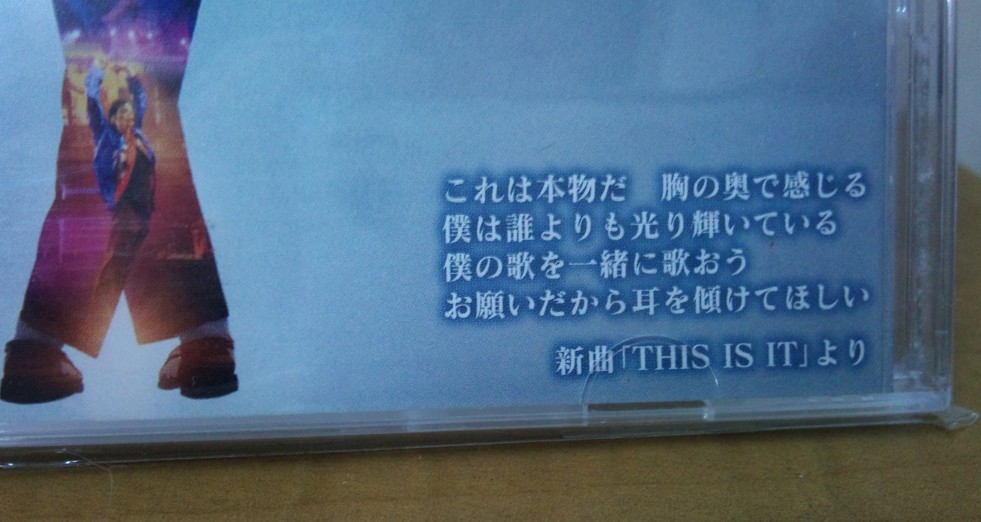 これは本物だ　胸の奥で感じる
僕は誰よりも光り輝いている
僕の歌を一緒に歌おう
お願いだから耳を傾けてほしい
新曲「THIS IS IT」より